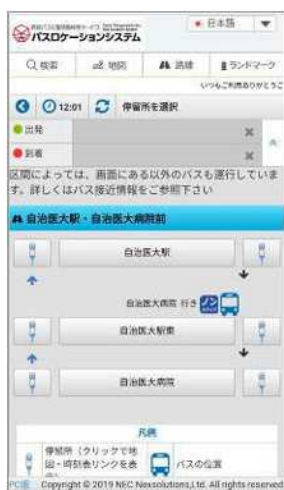 バスロケーションシステム
日本語
検索
地図
路線
ランドマーク
いつもご利用ありがとうご
12:01
停留所を選択
出発
到着
区間によっては、画面にある以外のバスも運行していま
す。詳しくはバス接近情報をご参照下さい
自治医大駅・自治医大病院前
自治医大駅
自治医大病院 行き
ノン
自治医大駅東
自治医大病院
凡例
停留所（クリックで地
図・時刻表リンクを表
バスの位置
PC版 Copyright © 2019 NEC Nexsolutions,Ltd. All rights reserved